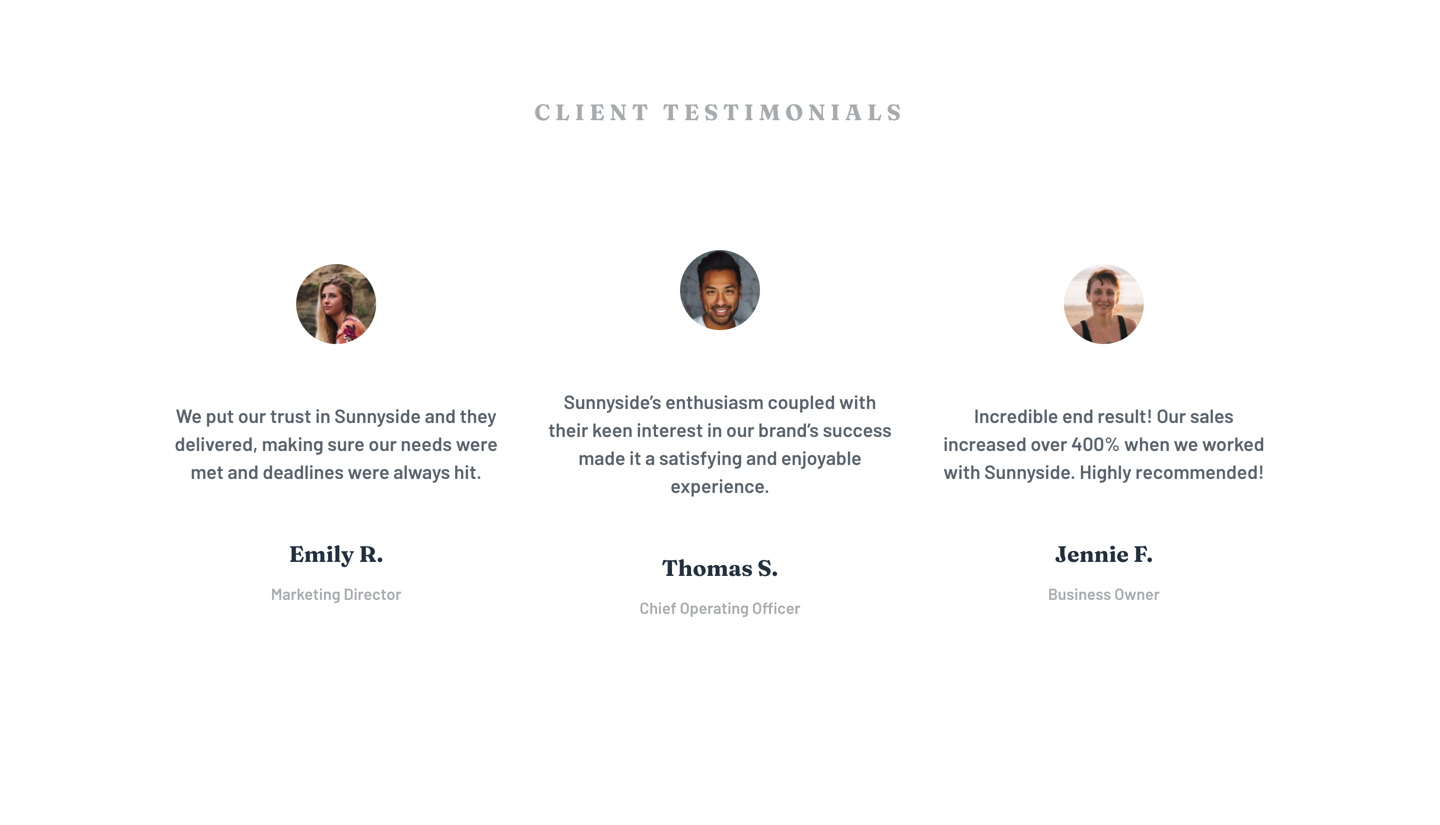 CLIENT TESTIMONIALS
We put our trust in Sunnyside and they
delivered, making sure our needs were
met and deadlines were always hit.
Emily R.
Marketing Director
Sunnyside’s enthusiasm coupled with
their keen interest in our brand’s success
made it a satisfying and enjoyable
experience.
Thomas S.
Chief Operating Officer
Incredible end result! Our sales
increased over 400% when we worked
with Sunnyside. Highly recommended!
Jennie F.
Business Owner